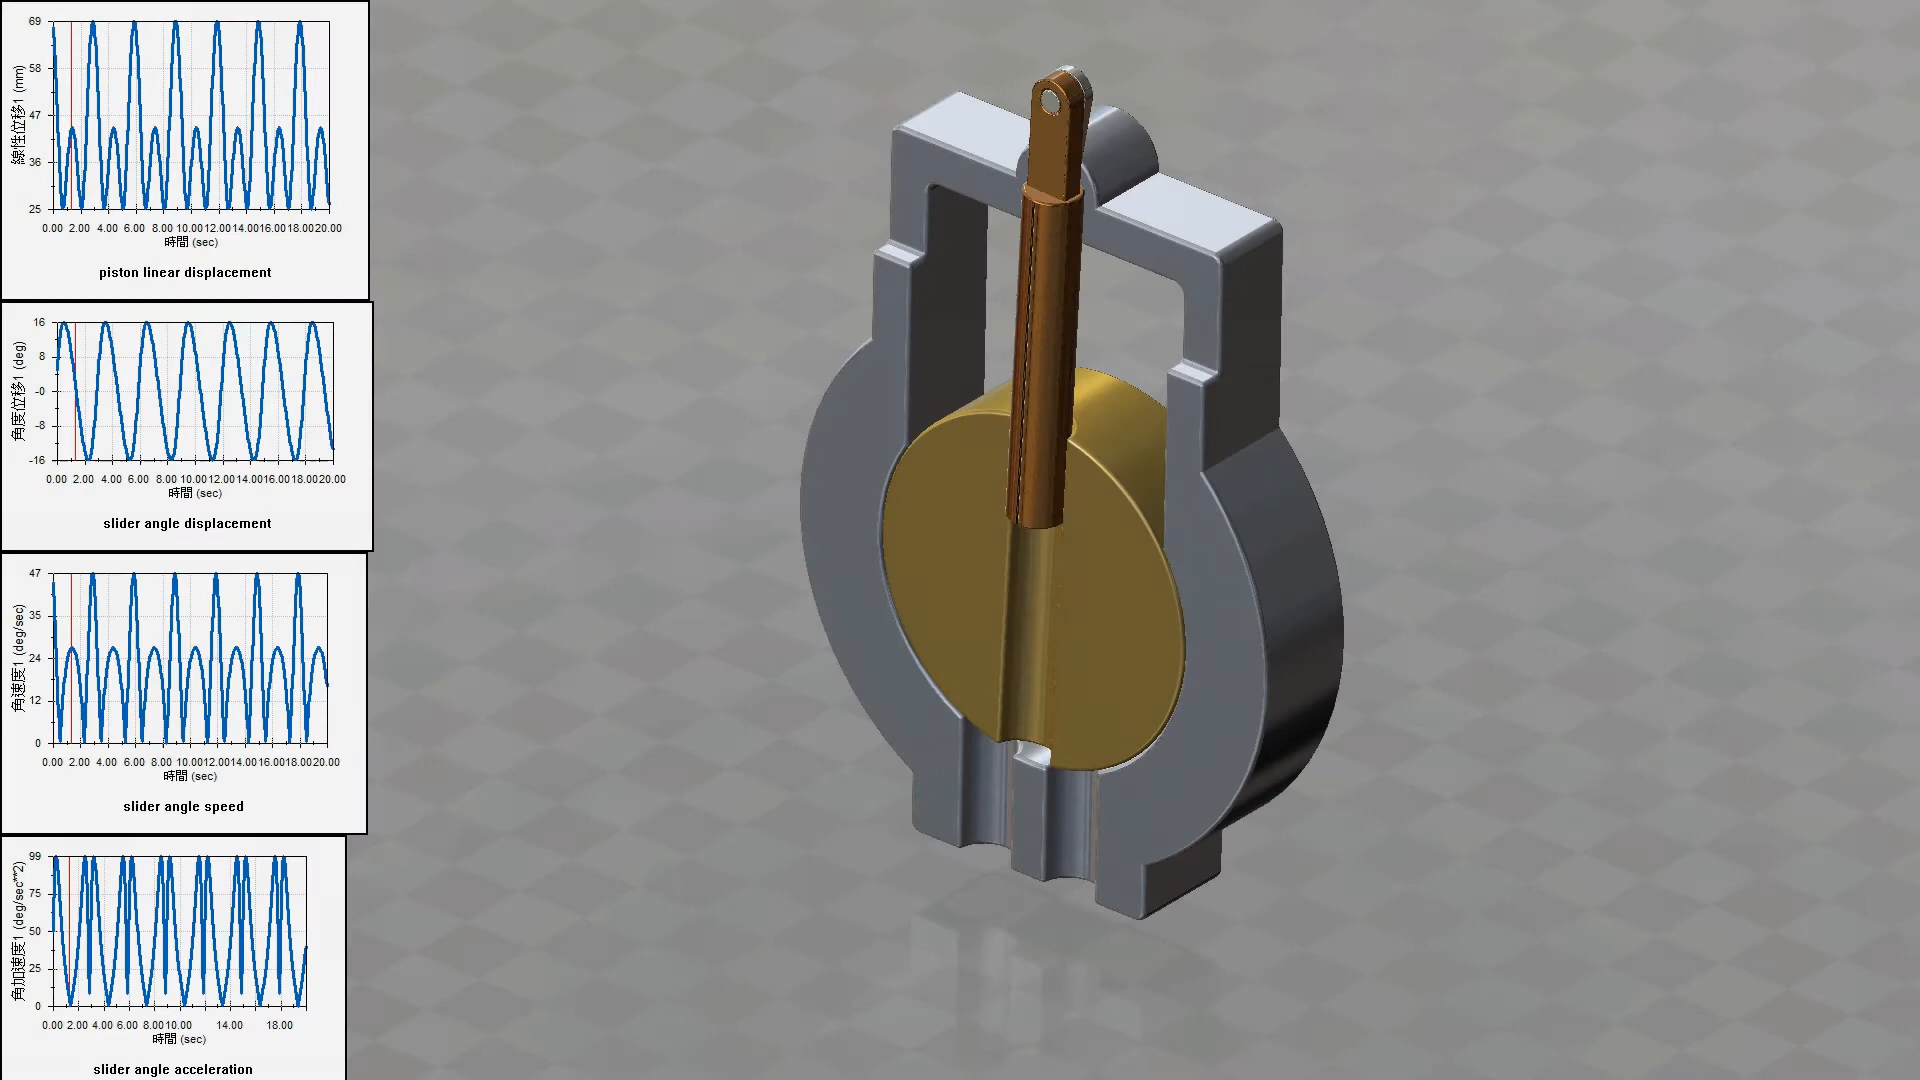 69
58
47
36
25
線性位移1 (mm)
0.00 2.00 4.00 6.00 8.00 10.00 12.00 14.00 16.00 18.00 20.00
時間 (sec)
piston linear displacement
16
8
-0
-8
-16
角度位移1 (deg)
0.00 2.00 4.00 6.00 8.00 10.00 12.00 14.00 16.00 18.00 20.00
時間 (sec)
slider angle displacement
47
35
24
12
0
角速度1 (deg/sec)
0.00 2.00 4.00 6.00 8.00 10.00 12.00 14.00 16.00 18.00 20.00
時間 (sec)
slider angle speed
99
75
50
25
0
角加速度1 (deg/sec**2)
0.00 2.00 4.00 6.00 8.00 10.00 14.00 18.00
時間 (sec)
slider angle acceleration